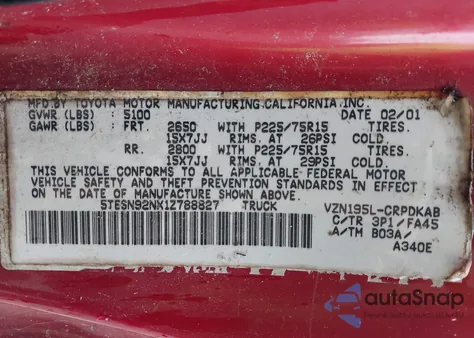 MFD.BY TOYOTA MOTOR MANUFACTURING,CALIFORNIA,INC.
GVWR (LBS) 5100 DATE 02/01
GAWR (LBS) FRT. 2650 WITH P225/75R15 TIRES.
15X7JJ RIMS. AT 26PSI COLD.
RR. 2800 WITH P225/75R15 TIRES.
15X7JJ RIMS. AT 29PSI COLD.
THIS VEHICLE CONFORMS TO ALL APPLICABLE FEDERAL MOTOR
VEHICLE SAFETY AND THEFT PREVENTION STANDARDS IN EFFECT ON THE
DATE OF MANUFACTURE SHOWN ABOVE.
5TESN92NX1Z788827 TRUCK VZN195L-CRPDKAB
C/TR 3P1/FA45
A/TM B03A/
A340E
autoSnap